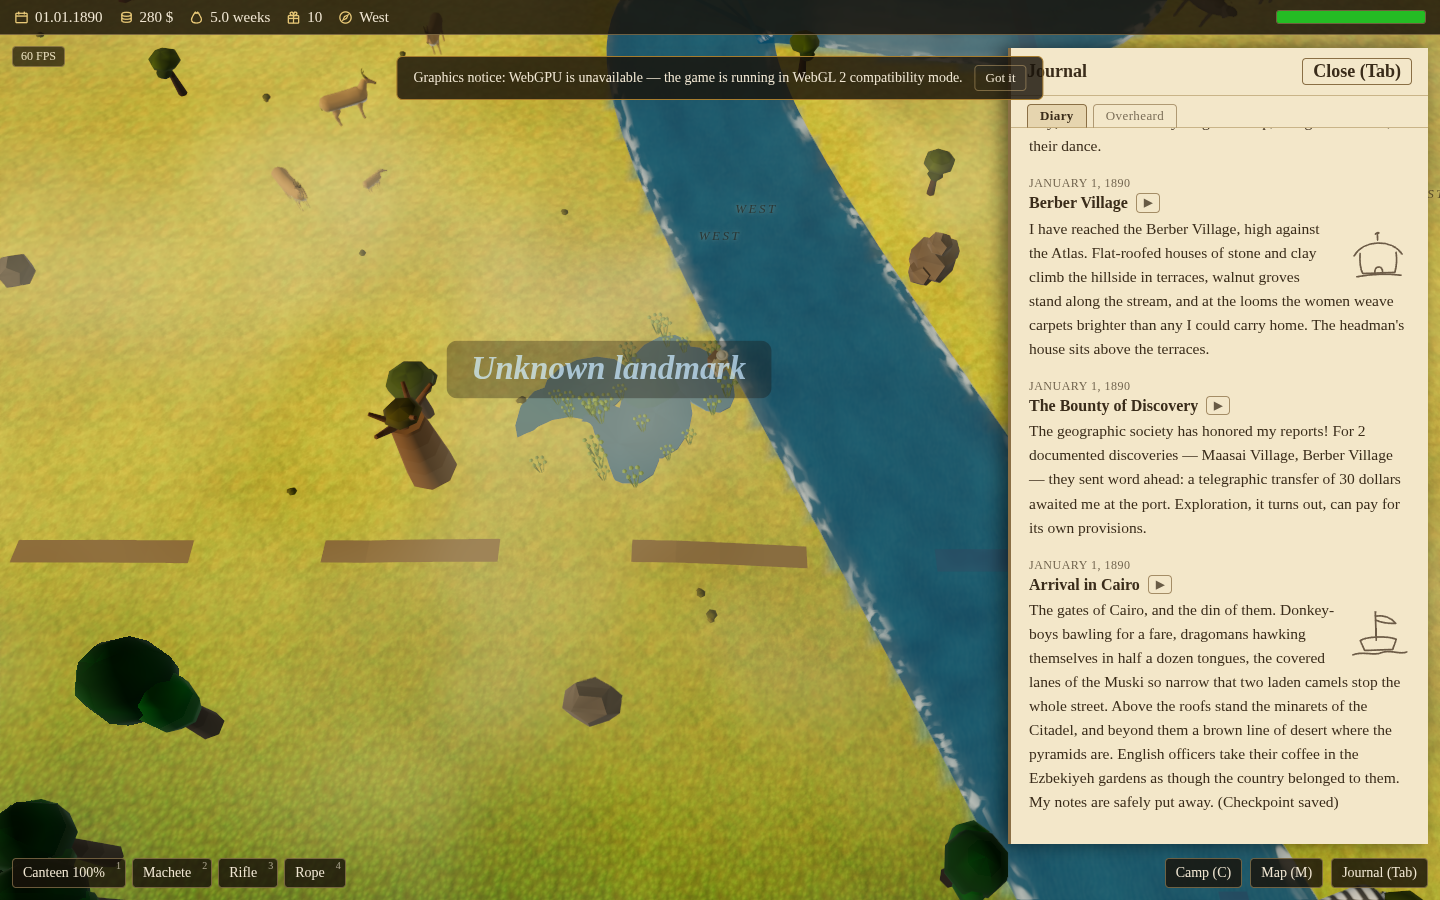 01.01.1890 280 $ 5.0 weeks 10 West
60 FPS
Graphics notice: WebGPU is unavailable — the game is running in WebGL 2 compatibility mode. Got it
Journal
Close (Tab)
Diary Overheard
their dance.
JANUARY 1, 1890
Berber Village
I have reached the Berber Village, high against
the Atlas. Flat-roofed houses of stone and clay
climb the hillside in terraces, walnut groves
stand along the stream, and at the looms the women weave
carpets brighter than any I could carry home. The headman's
house sits above the terraces.
JANUARY 1, 1890
The Bounty of Discovery
The geographic society has honored my reports! For 2
documented discoveries — Maasai Village, Berber Village
— they sent word ahead: a telegraphic transfer of 30 dollars
awaited me at the port. Exploration, it turns out, can pay for
its own provisions.
JANUARY 1, 1890
Arrival in Cairo
The gates of Cairo, and the din of them. Donkey-
boys bawling for a fare, dragomans hawking
themselves in half a dozen tongues, the covered
lanes of the Muski so narrow that two laden camels stop the
whole street. Above the roofs stand the minarets of the
Citadel, and beyond them a brown line of desert where the
pyramids are. English officers take their coffee in the
Ezbekiyeh gardens as though the country belonged to them.
My notes are safely put away. (Checkpoint saved)
WEST
WEST
Unknown landmark
Canteen 100% 1 Machete 2 Rifle 3 Rope 4
Camp (C) Map (M) Journal (Tab)